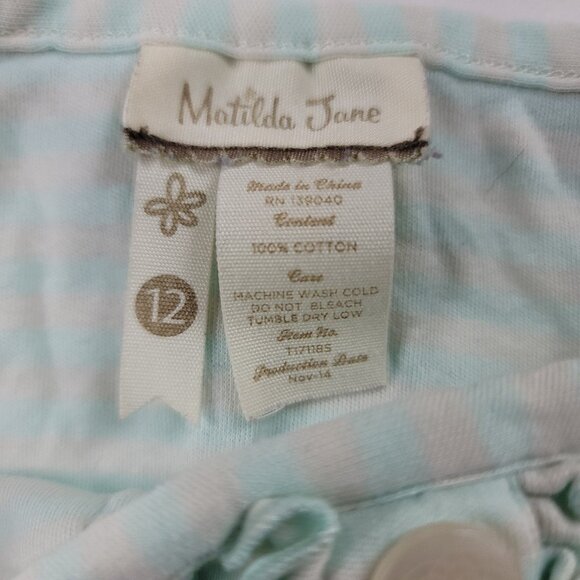 Matilda Jane
12
Made in China
RN 139040
Content
100% COTTON
Care
MACHINE WASH COLD
DO NOT BLEACH
TUMBLE DRY LOW
Item No.
T17118S
Production Date
Nov-14